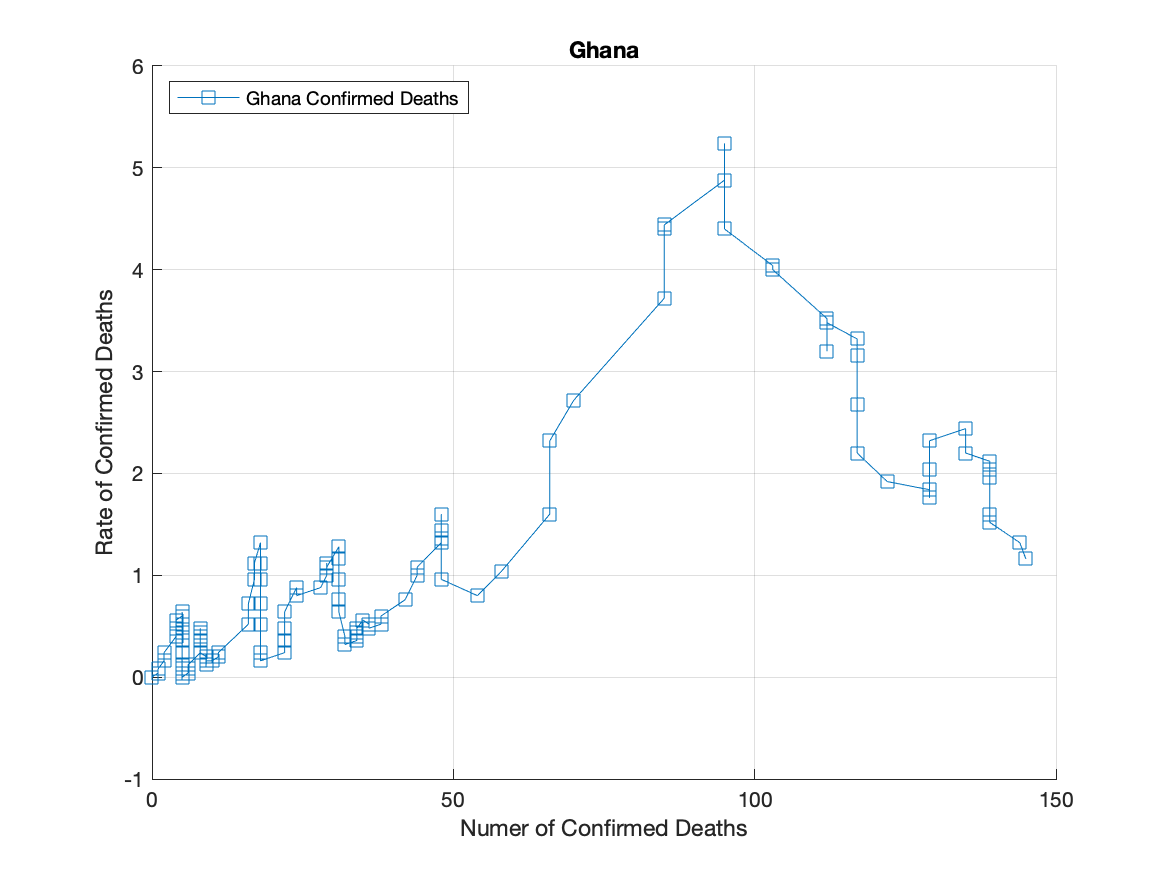 Ghana
Ghana Confirmed Deaths
6
5
4
3
2
1
0
-1
Rate of Confirmed Deaths
0 50 100 150
Numer of Confirmed Deaths